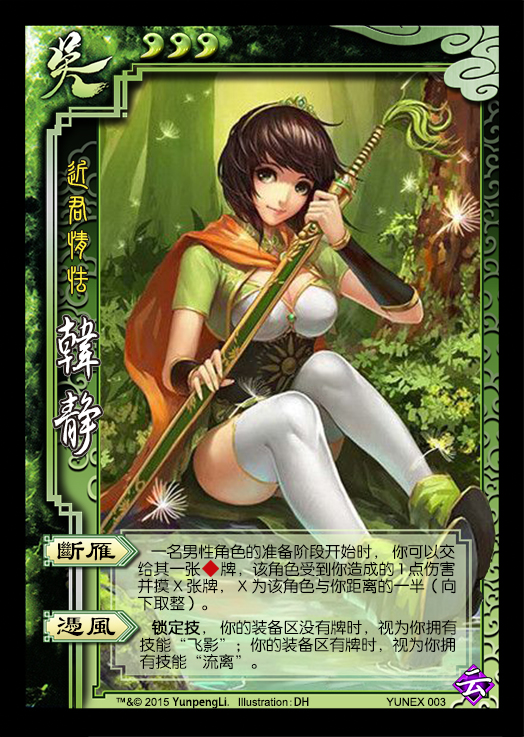 吴
近君情怯
韓静
斷雁
一名男性角色的准备阶段开始时，你可以交
给其一张♦牌，该角色受到你造成的1点伤害
并摸X张牌，X为该角色与你距离的一半（向
下取整）。
憑風
锁定技，你的装备区没有牌时，视为你拥有
技能“飞影”；你的装备区有牌时，视为你拥
有技能“流离”。
云
™&© 2015 YunpengLi. Illustration:DH
YUNEX 003